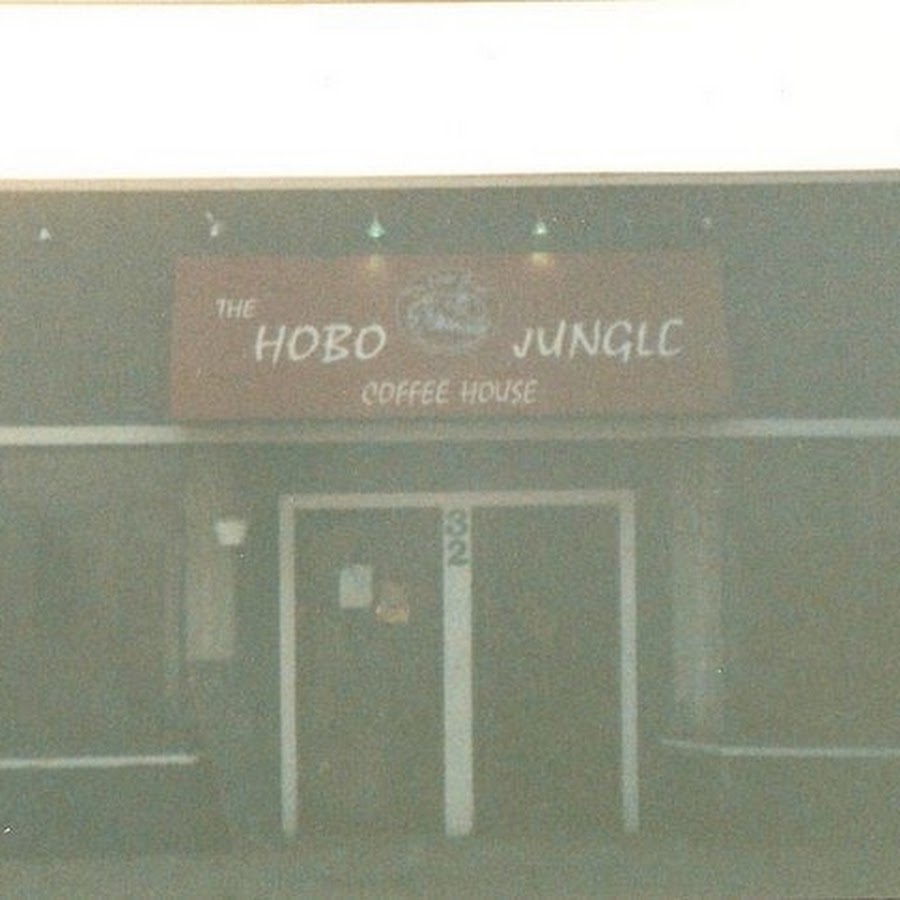 THE
HOBO JUNGLE
COFFEE HOUSE
32